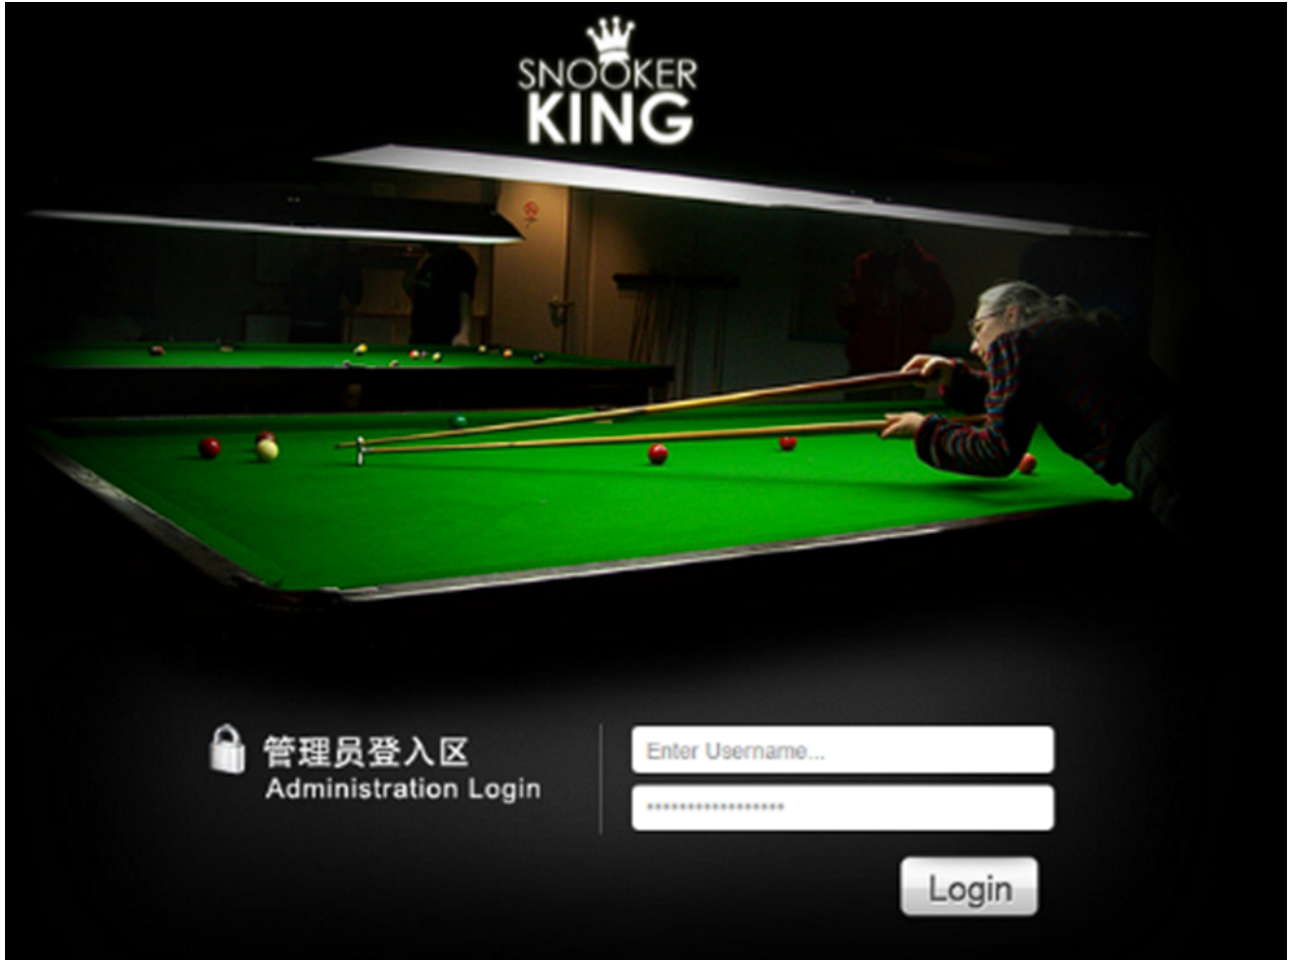 SNOOKER
KING
管理员登入区
Administration Login
Enter Username...
•••••••••••••••••
Login